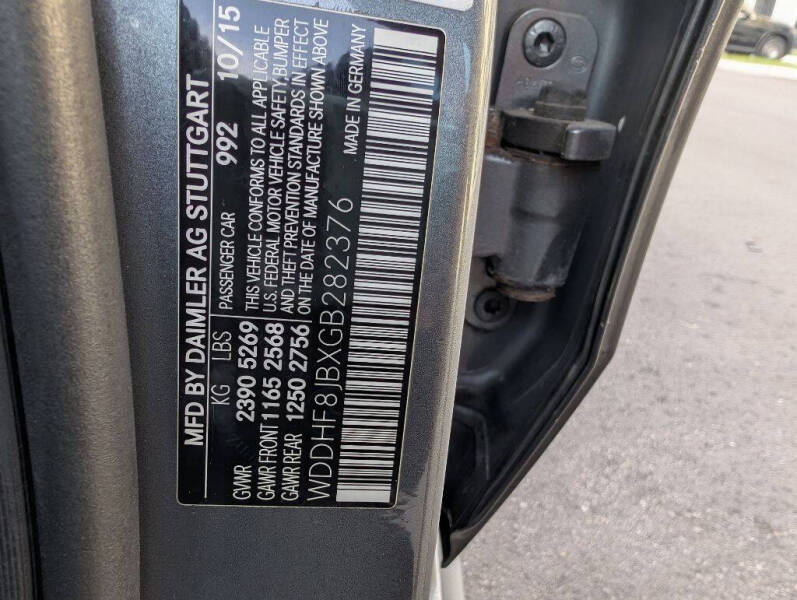 MFD BY DAIMLER AG STUTTGART
KG LBS PASSENGER CAR 992 10/15
GVWR 2390 5269 THIS VEHICLE CONFORMS TO ALL APPLICABLE
GAWR FRONT 1165 2568 U.S. FEDERAL MOTOR VEHICLE SAFETY, BUMPER
GAWR REAR 1250 2756 AND THEFT PREVENTION STANDARDS IN EFFECT
ON THE DATE OF MANUFACTURE SHOWN ABOVE
WDDHF8JBXGB282376 MADE IN GERMANY